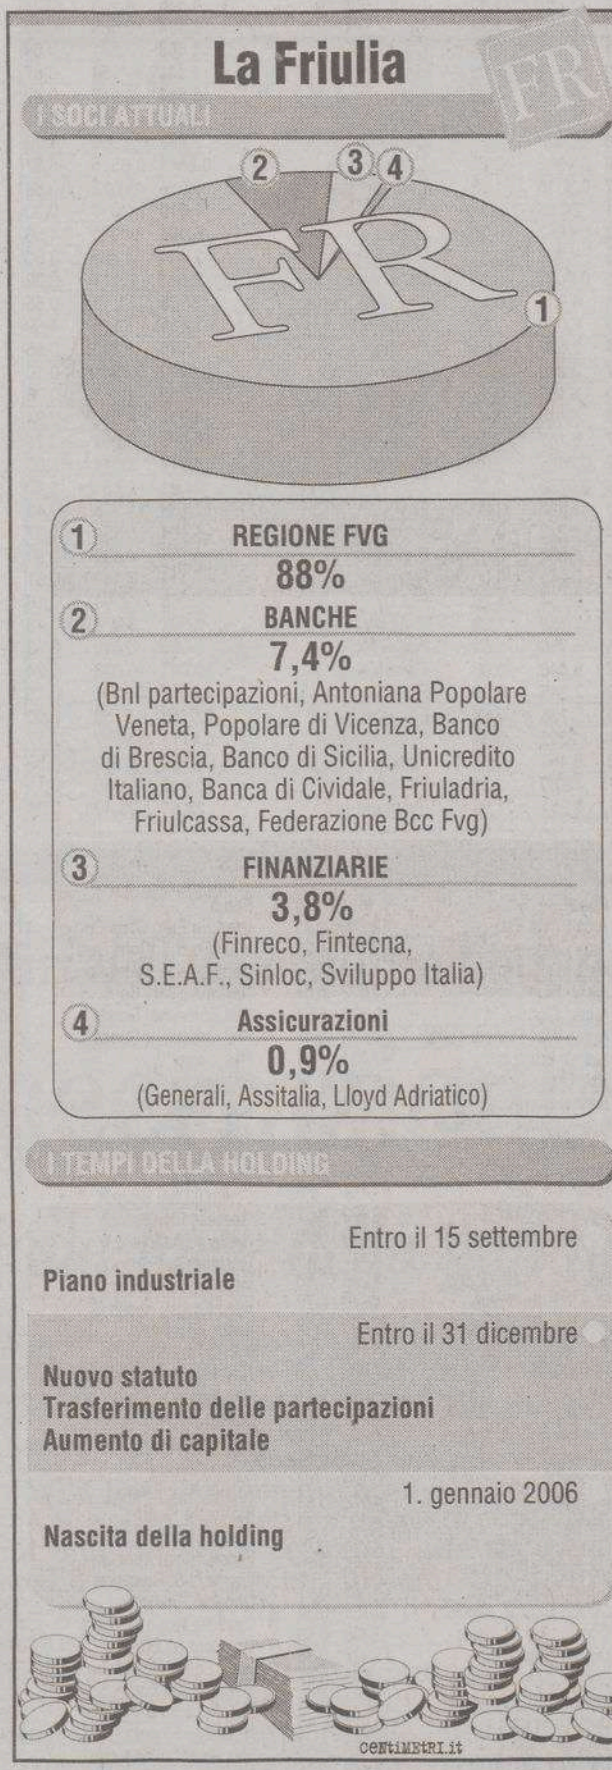 La Friulia
FR
I SOCI ATTUALI
2
3
4
FR
1
1
REGIONE FVG
88%
2
BANCHE
7,4%
(Bnl partecipazioni, Antoniana Popolare
Veneta, Popolare di Vicenza, Banco
di Brescia, Banco di Sicilia, Unicredito
Italiano, Banca di Cividale, Friuladria,
Friulcassa, Federazione Bcc Fvg)
3
FINANZIARIE
3,8%
(Finreco, Fintecna,
S.E.A.F., Sinloc, Sviluppo Italia)
4
Assicurazioni
0,9%
(Generali, Assitalia, Lloyd Adriatico)
I TEMPI DELLA HOLDING
Entro il 15 settembre
Piano industriale
Entro il 31 dicembre
Nuovo statuto
Trasferimento delle partecipazioni
Aumento di capitale
1. gennaio 2006
Nascita della holding
CENTIMETRI.it